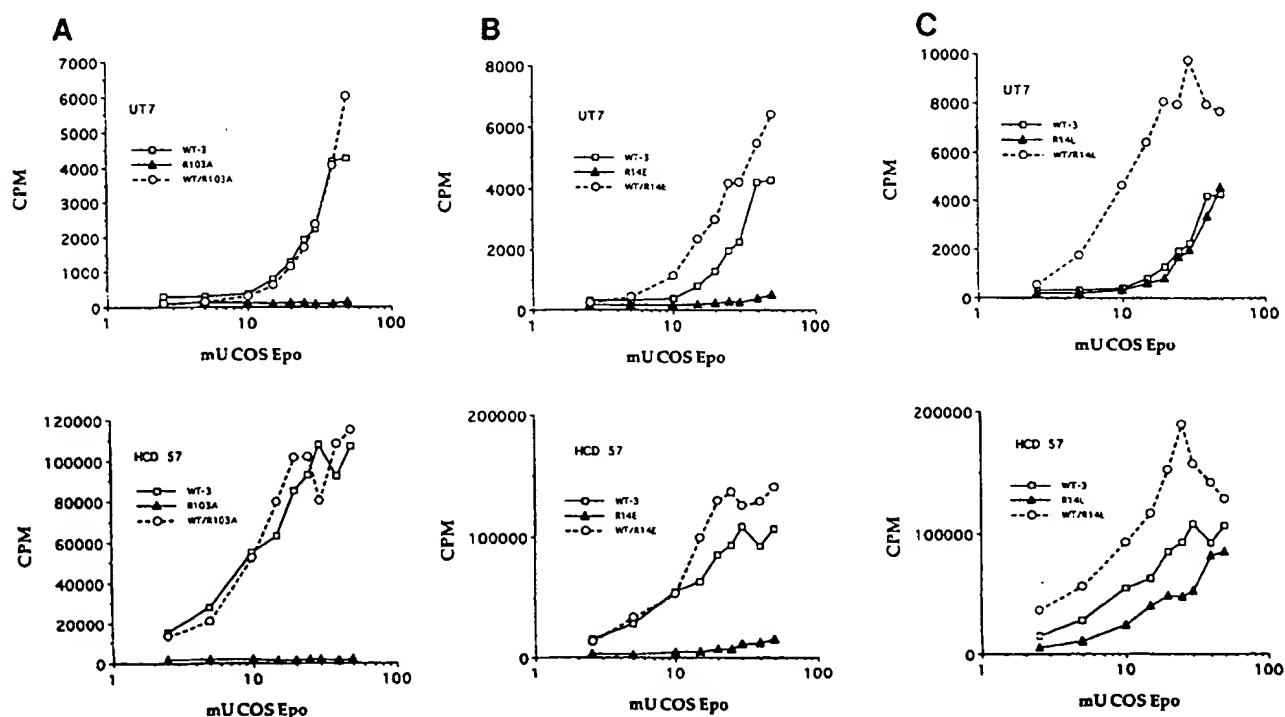 A
7000
6000
5000
4000
3000
2000
1000
0
CPM
UT7
WT-3
R103A
WT/R103A
1
10
100
mU COS Epo
B
8000
6000
4000
2000
0
CPM
UT7
WT-3
R14E
WT/R14E
1
10
100
mU COS Epo
C
10000
8000
6000
4000
2000
0
CPM
UT7
WT-3
R14L
WT/R14L
1
10
100
mU COS Epo
120000
100000
80000
60000
40000
20000
0
CPM
HCD 57
WT-3
R103A
WT/R103A
1
10
100
mU COS Epo
200000
100000
0
CPM
HCD 57
WT-3
R14E
WT/R14E
1
10
100
mU COS Epo
200000
100000
0
CPM
HCD 57
WT-3
R14L
WT/R14L
1
10
100
mU COS Epo